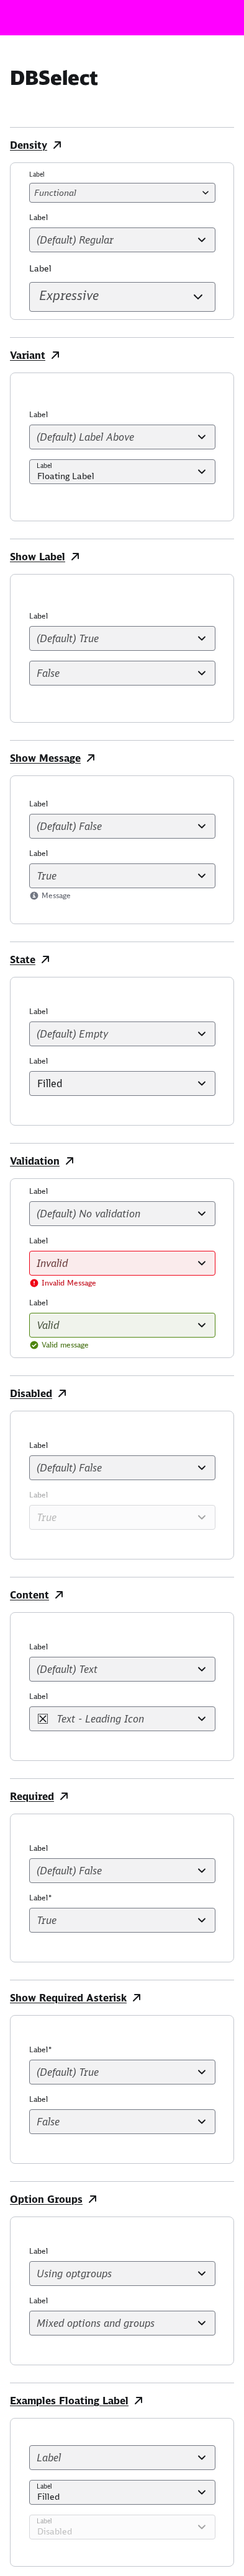 DBSelect
Density
Label
Functional
Label
(Default) Regular
Label
Expressive
Variant
Label
(Default) Label Above
Label
Floating Label
Show Label
Label
(Default) True
False
Show Message
Label
(Default) False
Label
True
Message
State
Label
(Default) Empty
Label
Filled
Validation
Label
(Default) No validation
Label
Invalid
Invalid Message
Label
Valid
Valid message
Disabled
Label
(Default) False
Label
True
Content
Label
(Default) Text
Label
Text - Leading Icon
Required
Label
(Default) False
Label*
True
Show Required Asterisk
Label*
(Default) True
Label
False
Option Groups
Label
Using optgroups
Label
Mixed options and groups
Examples Floating Label
Label
Label
Filled
Label
Disabled